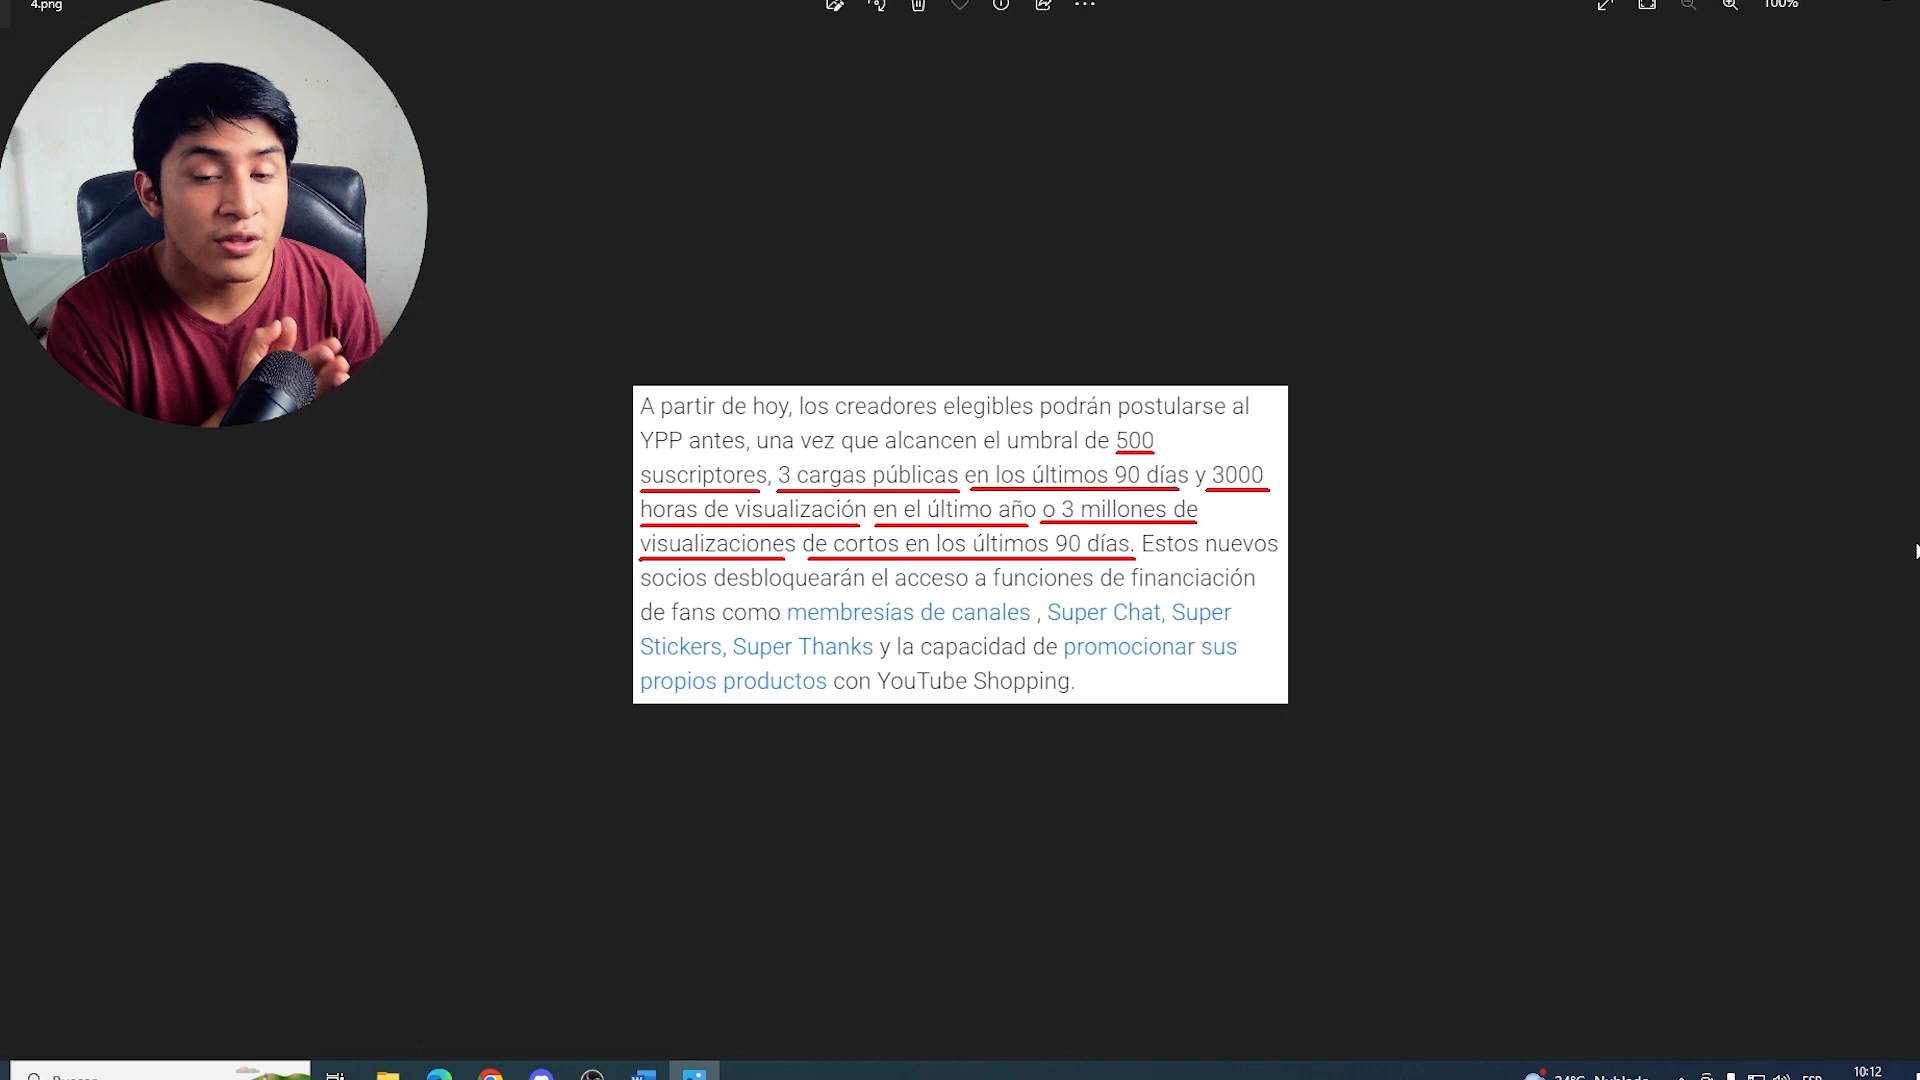 4.png
100%
A partir de hoy, los creadores elegibles podrán postularse al
YPP antes, una vez que alcancen el umbral de 500
suscriptores, 3 cargas públicas en los últimos 90 días y 3000
horas de visualización en el último año o 3 millones de
visualizaciones de cortos en los últimos 90 días. Estos nuevos
socios desbloquearán el acceso a funciones de financiación
de fans como membresías de canales , Super Chat, Super
Stickers, Super Thanks y la capacidad de promocionar sus
propios productos con YouTube Shopping.
10:12